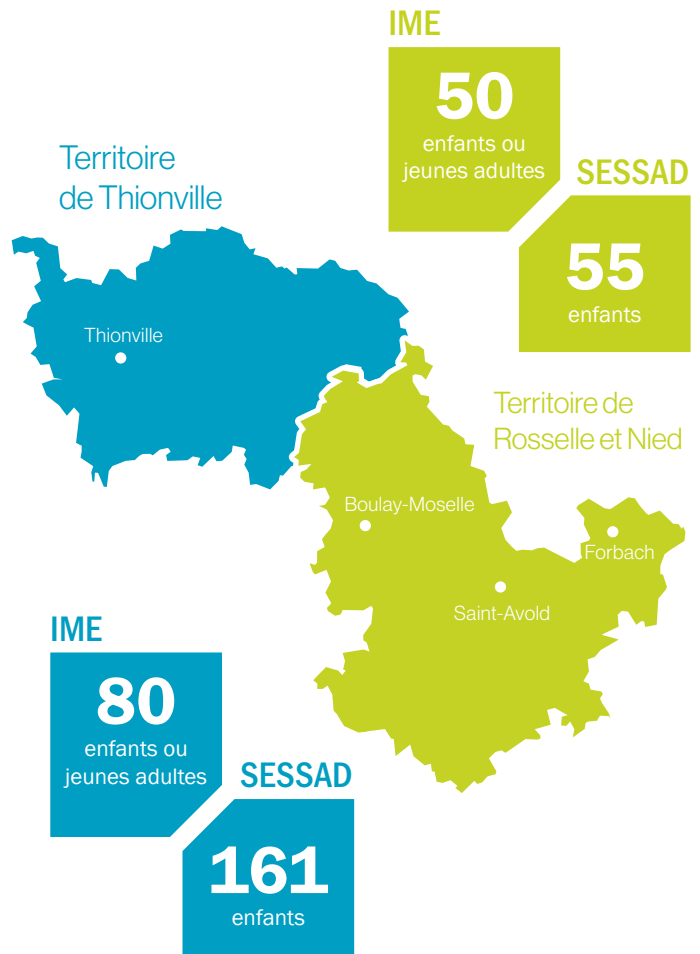 IME
50
enfants ou
jeunes adultes
SESSAD
55
enfants
Territoire
de Thionville
Thionville
Territoire de
Rosselle et Nied
Boulay-Moselle
Forbach
Saint-Avold
IME
80
enfants ou
jeunes adultes
SESSAD
161
enfants